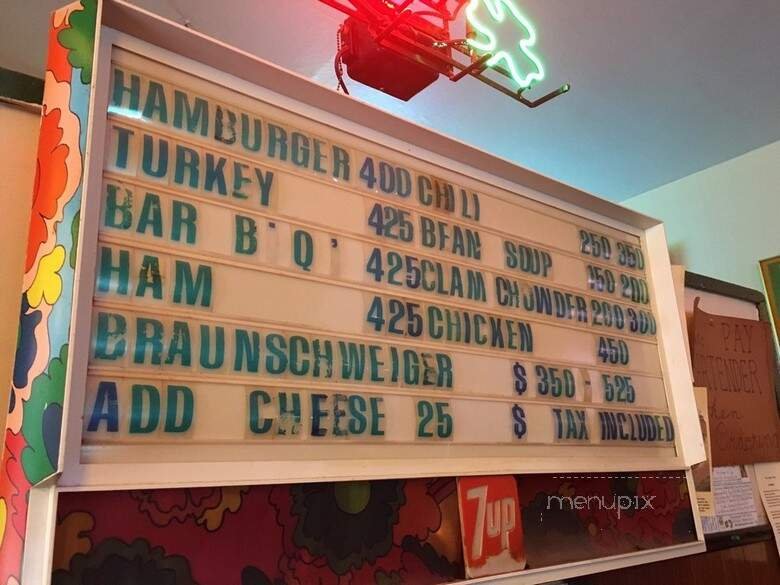 HAMBURGER 400 CHILI 250 350
TURKEY 425 BEAN SOUP 150 200
BAR B' Q' 425 CLAM CHOWDER 200 300
HAM 425 CHICKEN 450
BRAUNSCHWEIGER $ 350 - 525
ADD CHEESE 25 $ TAX INCLUDED
7up
menupix
PAY